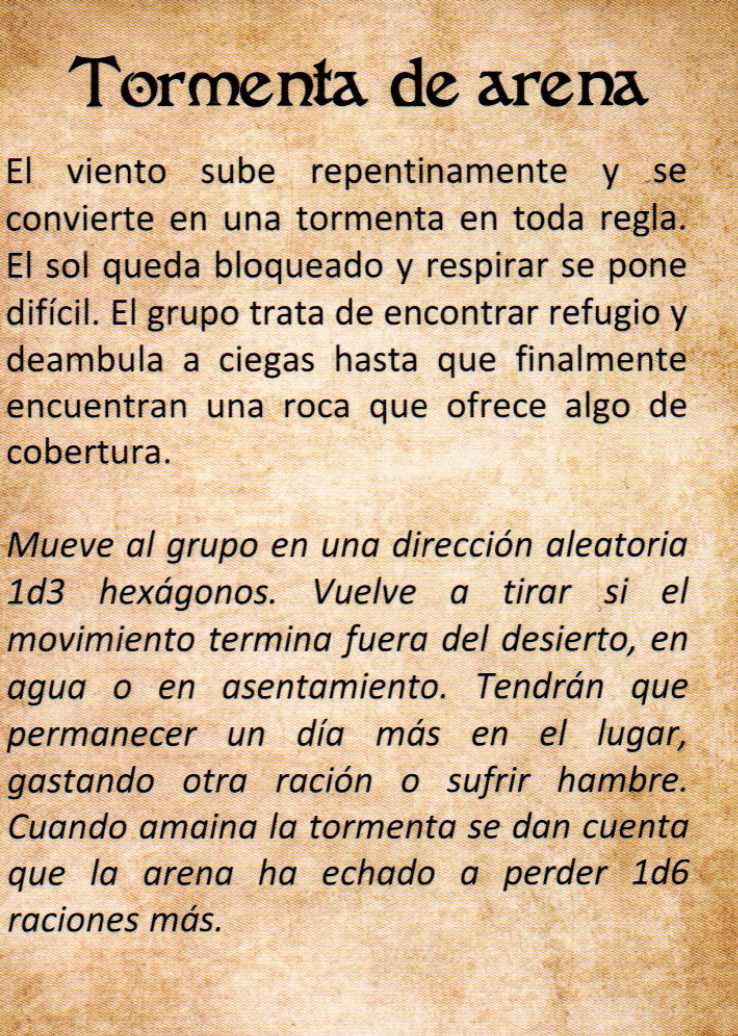 Tormenta de arena
El viento sube repentinamente y se
convierte en una tormenta en toda regla.
El sol queda bloqueado y respirar se pone
difícil. El grupo trata de encontrar refugio y
deambula a ciegas hasta que finalmente
encuentran una roca que ofrece algo de
cobertura.
Mueve al grupo en una dirección aleatoria
1d3 hexágonos. Vuelve a tirar si el
movimiento termina fuera del desierto, en
agua o en asentamiento. Tendrán que
permanecer un día más en el lugar,
gastando otra ración o sufrir hambre.
Cuando amaina la tormenta se dan cuenta
que la arena ha echado a perder 1d6
raciones más.